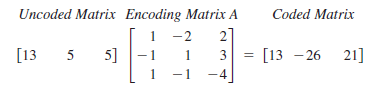 Uncoded Matrix Encoding Matrix A Coded Matrix
1 -2 2
[13 5 5] -1 1 3 = [13 -26 21]
1 -1 -4